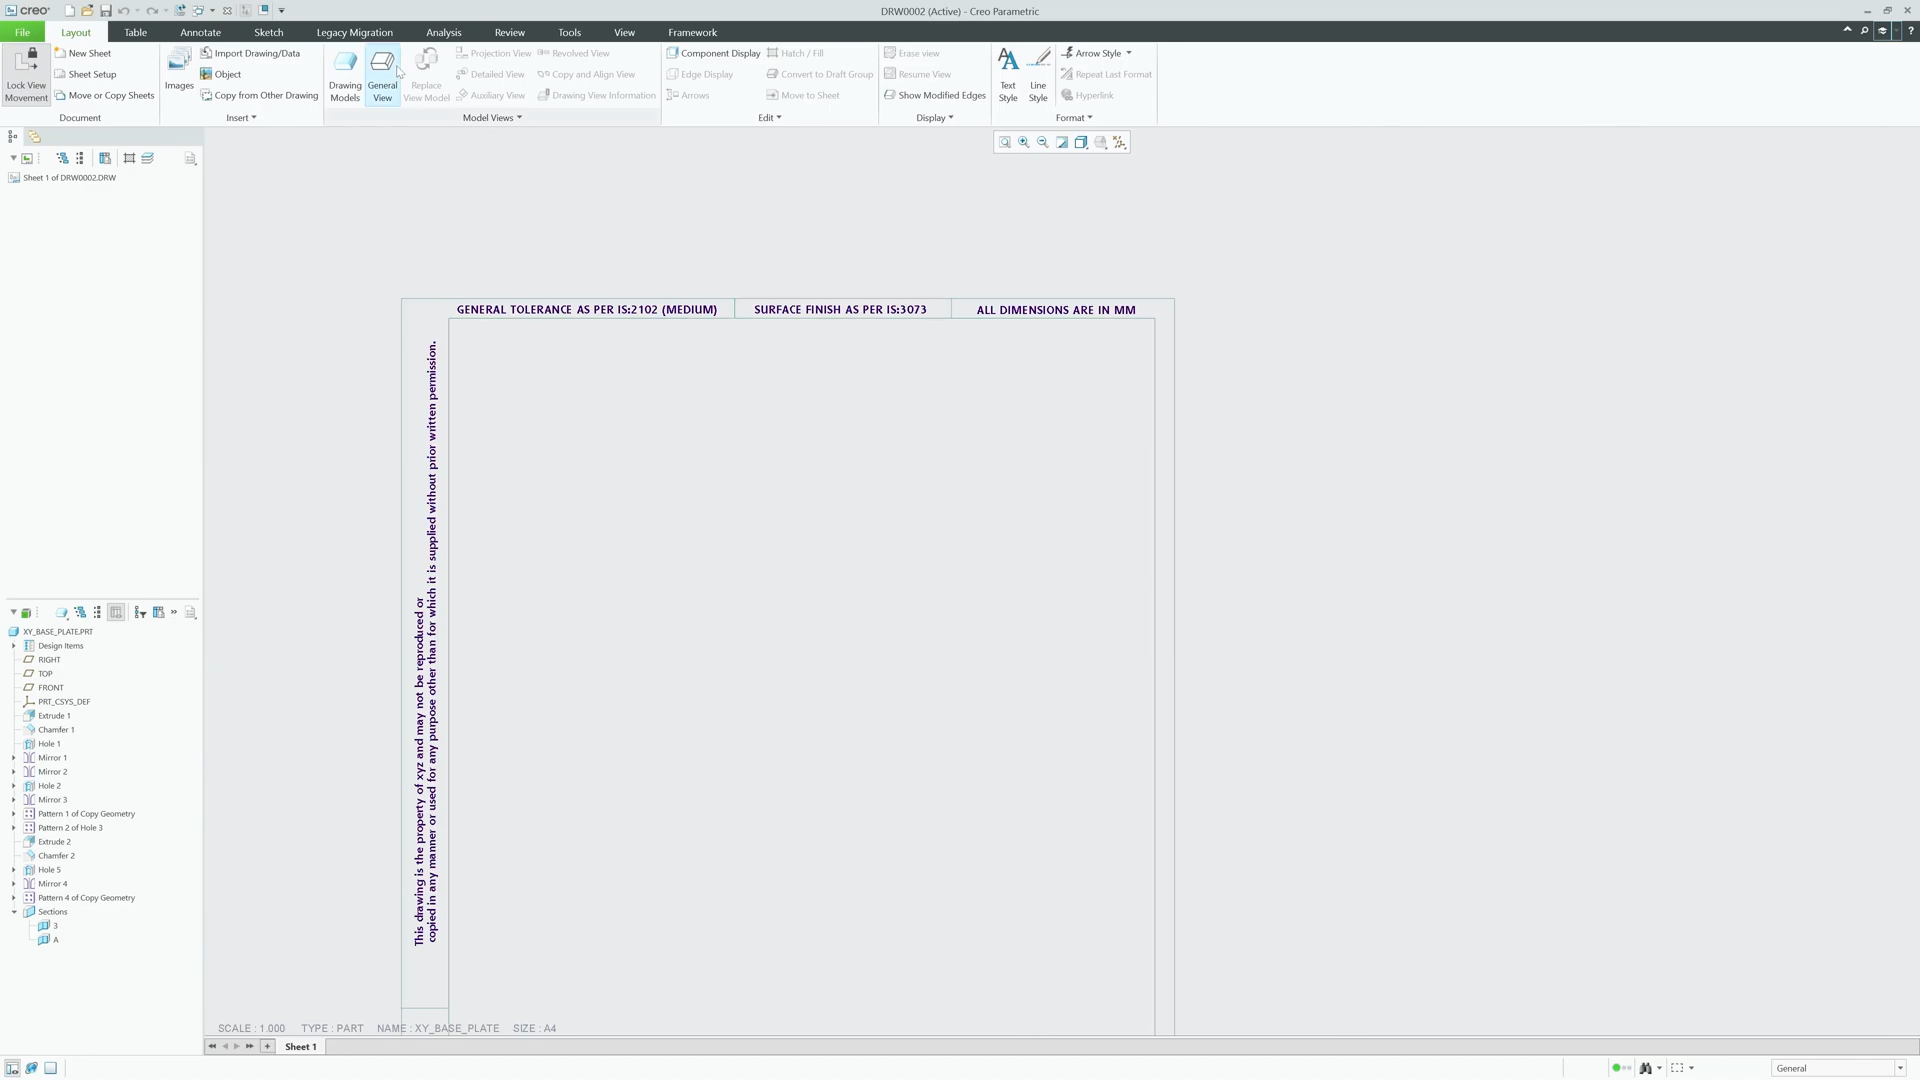 creo
DRW0002 (Active) - Creo Parametric
File
Layout
Table
Annotate
Sketch
Legacy Migration
Analysis
Review
Tools
View
Framework
Lock View
Movement
New Sheet
Sheet Setup
Move or Copy Sheets
Document
Images
Import Drawing/Data
Object
Copy from Other Drawing
Insert
Drawing
Models
General
View
Replace
View Model
Projection View
Detailed View
Auxiliary View
Revolved View
Copy and Align View
Drawing View Information
Model Views
Component Display
Edge Display
Arrows
Hatch / Fill
Convert to Draft Group
Move to Sheet
Edit
Erase view
Resume View
Show Modified Edges
Display
Text
Style
Line
Style
Arrow Style
Repeat Last Format
Hyperlink
Format
Sheet 1 of DRW0002.DRW
XY_BASE_PLATE.PRT
Design Items
RIGHT
TOP
FRONT
PRT_CSYS_DEF
Extrude 1
Chamfer 1
Hole 1
Mirror 1
Mirror 2
Hole 2
Mirror 3
Pattern 1 of Copy Geometry
Pattern 2 of Hole 3
Extrude 2
Chamfer 2
Hole 5
Mirror 4
Pattern 4 of Copy Geometry
Sections
3
A
GENERAL TOLERANCE AS PER IS:2102 (MEDIUM)
SURFACE FINISH AS PER IS:3073
ALL DIMENSIONS ARE IN MM
This drawing is the property of xyz and may not be reproduced or
copied in any manner or used for any purpose other than for which it is supplied without prior written permission.
SCALE : 1.000 TYPE : PART NAME : XY_BASE_PLATE SIZE : A4
Sheet 1
General